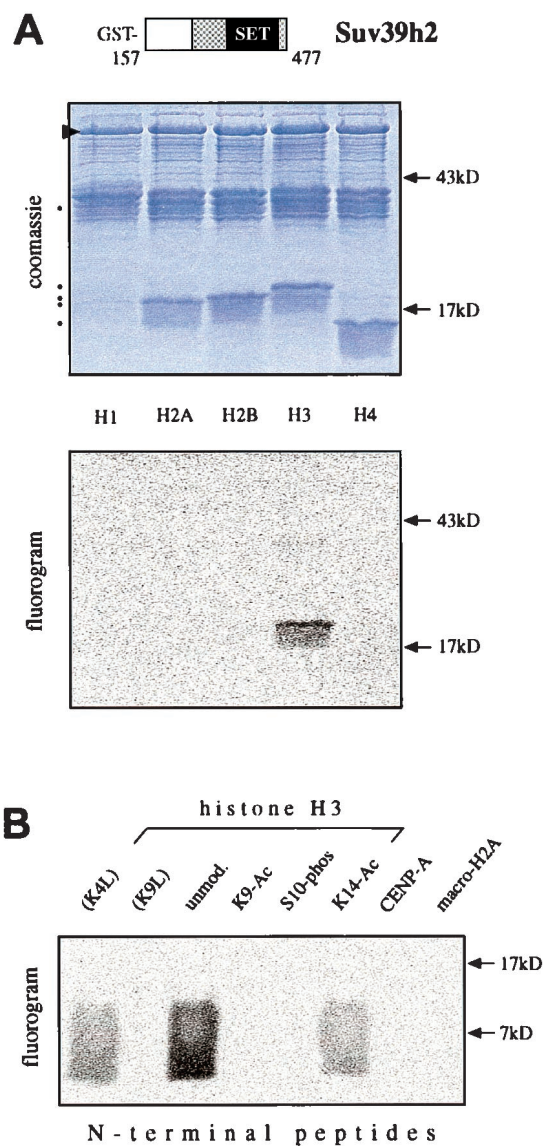 A
GST-
157
SET
477
Suv39h2
coomassie
43kD
17kD
H1 H2A H2B H3 H4
fluorogram
43kD
17kD
B
histone H3
(K4L) (K9L) unmod. K9-Ac S10-phos K14-Ac CENP-A macro-H2A
fluorogram
17kD
7kD
N-terminal peptides